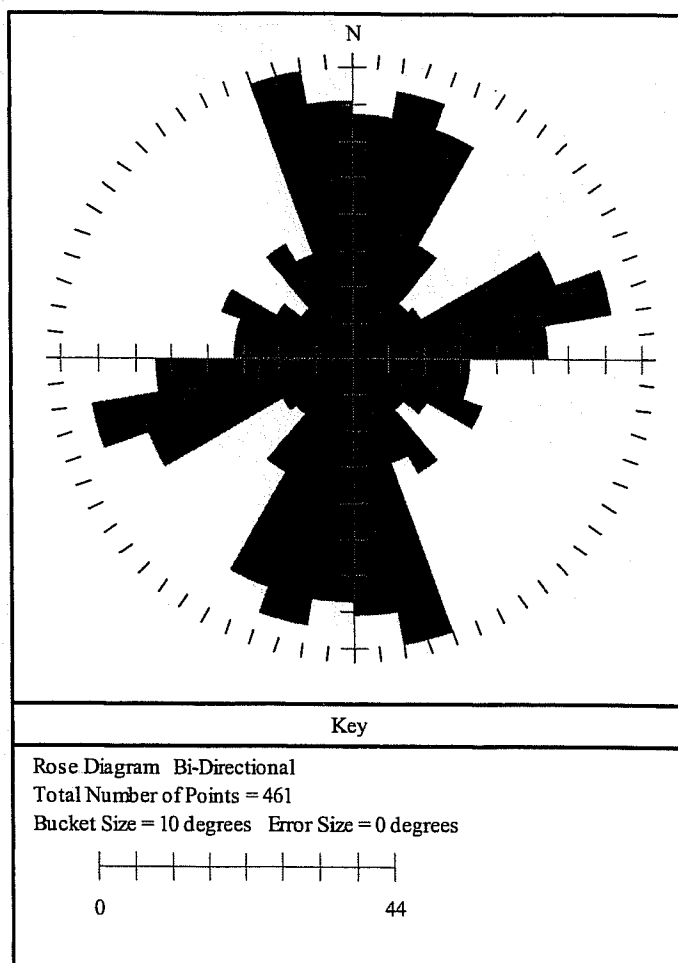 N
Key
Rose Diagram Bi-Directional
Total Number of Points = 461
Bucket Size = 10 degrees Error Size = 0 degrees
0 44